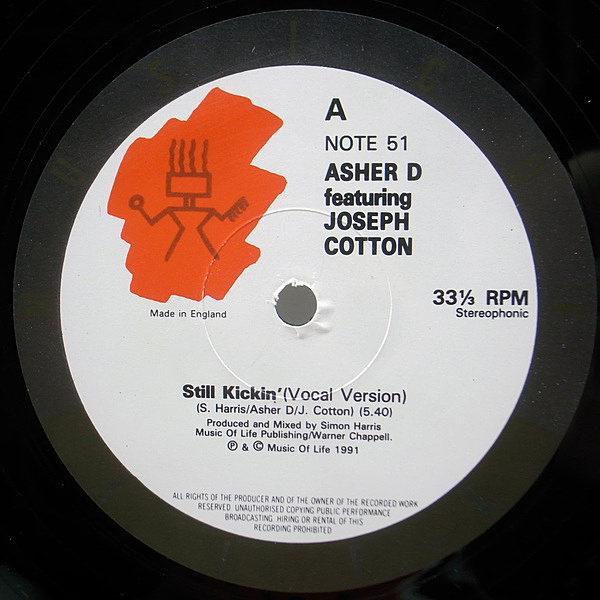 A
NOTE 51
ASHER D
featuring
JOSEPH
COTTON
33⅓ RPM
Stereophonic
Made in England
Still Kickin'(Vocal Version)
(S. Harris/Asher D/J. Cotton) (5.40)
Produced and Mixed by Simon Harris
Music Of Life Publishing/Warner Chappell.
℗ & © Music Of Life 1991
ALL RIGHTS OF THE PRODUCER AND OF THE OWNER OF THE RECORDED WORK
RESERVED. UNAUTHORISED COPYING PUBLIC PERFORMANCE
BROADCASTING. HIRING OR RENTAL OF THIS
RECORDING PROHIBITED